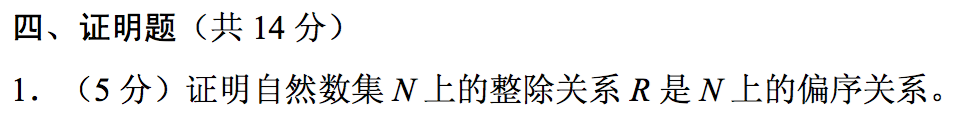 四、证明题（共 14 分）
1．（5 分）证明自然数集 N 上的整除关系 R 是 N 上的偏序关系。